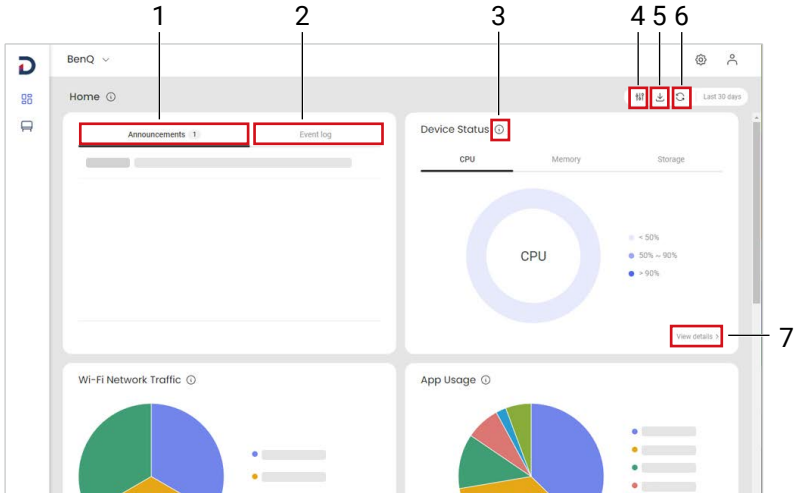 1 2 3 4 5 6
BenQ
Home
Last 30 days
Announcements 1
Event log
Device Status
CPU Memory Storage
CPU
< 50%
50% ~ 90%
> 90%
View details > 7
Wi-Fi Network Traffic
App Usage